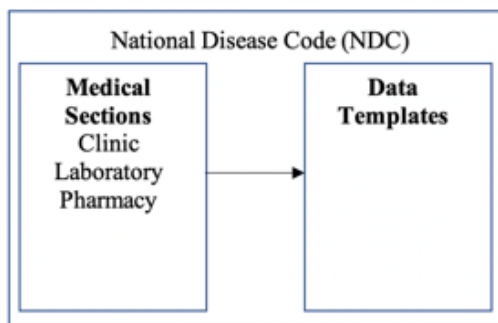 National Disease Code (NDC)
Medical
Sections
Clinic
Laboratory
Pharmacy
Data
Templates